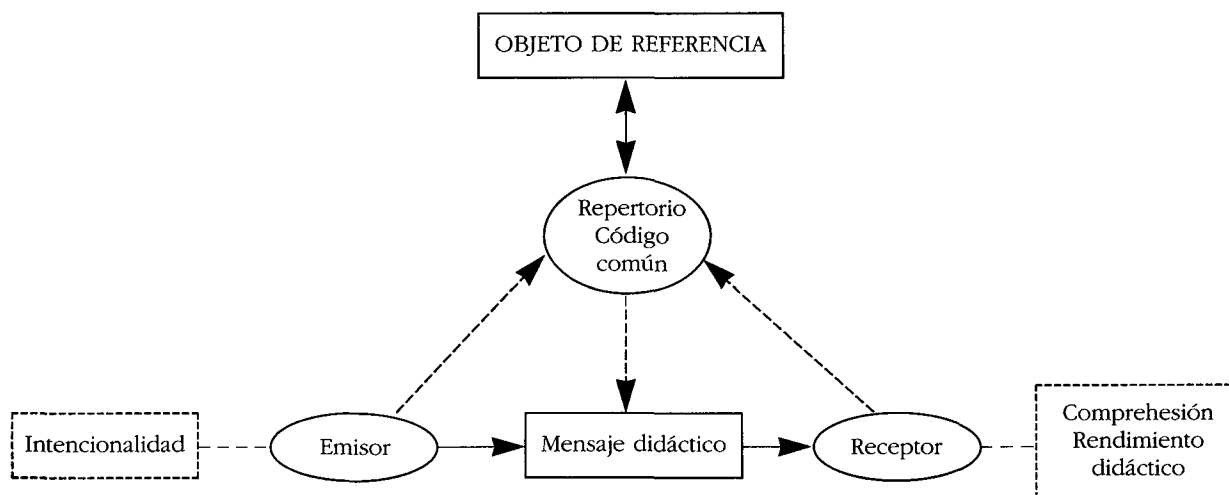 OBJETO DE REFERENCIA
Repertorio
Código
común
Intencionalidad
Emisor
Mensaje didáctico
Receptor
Comprehesión
Rendimiento
didáctico